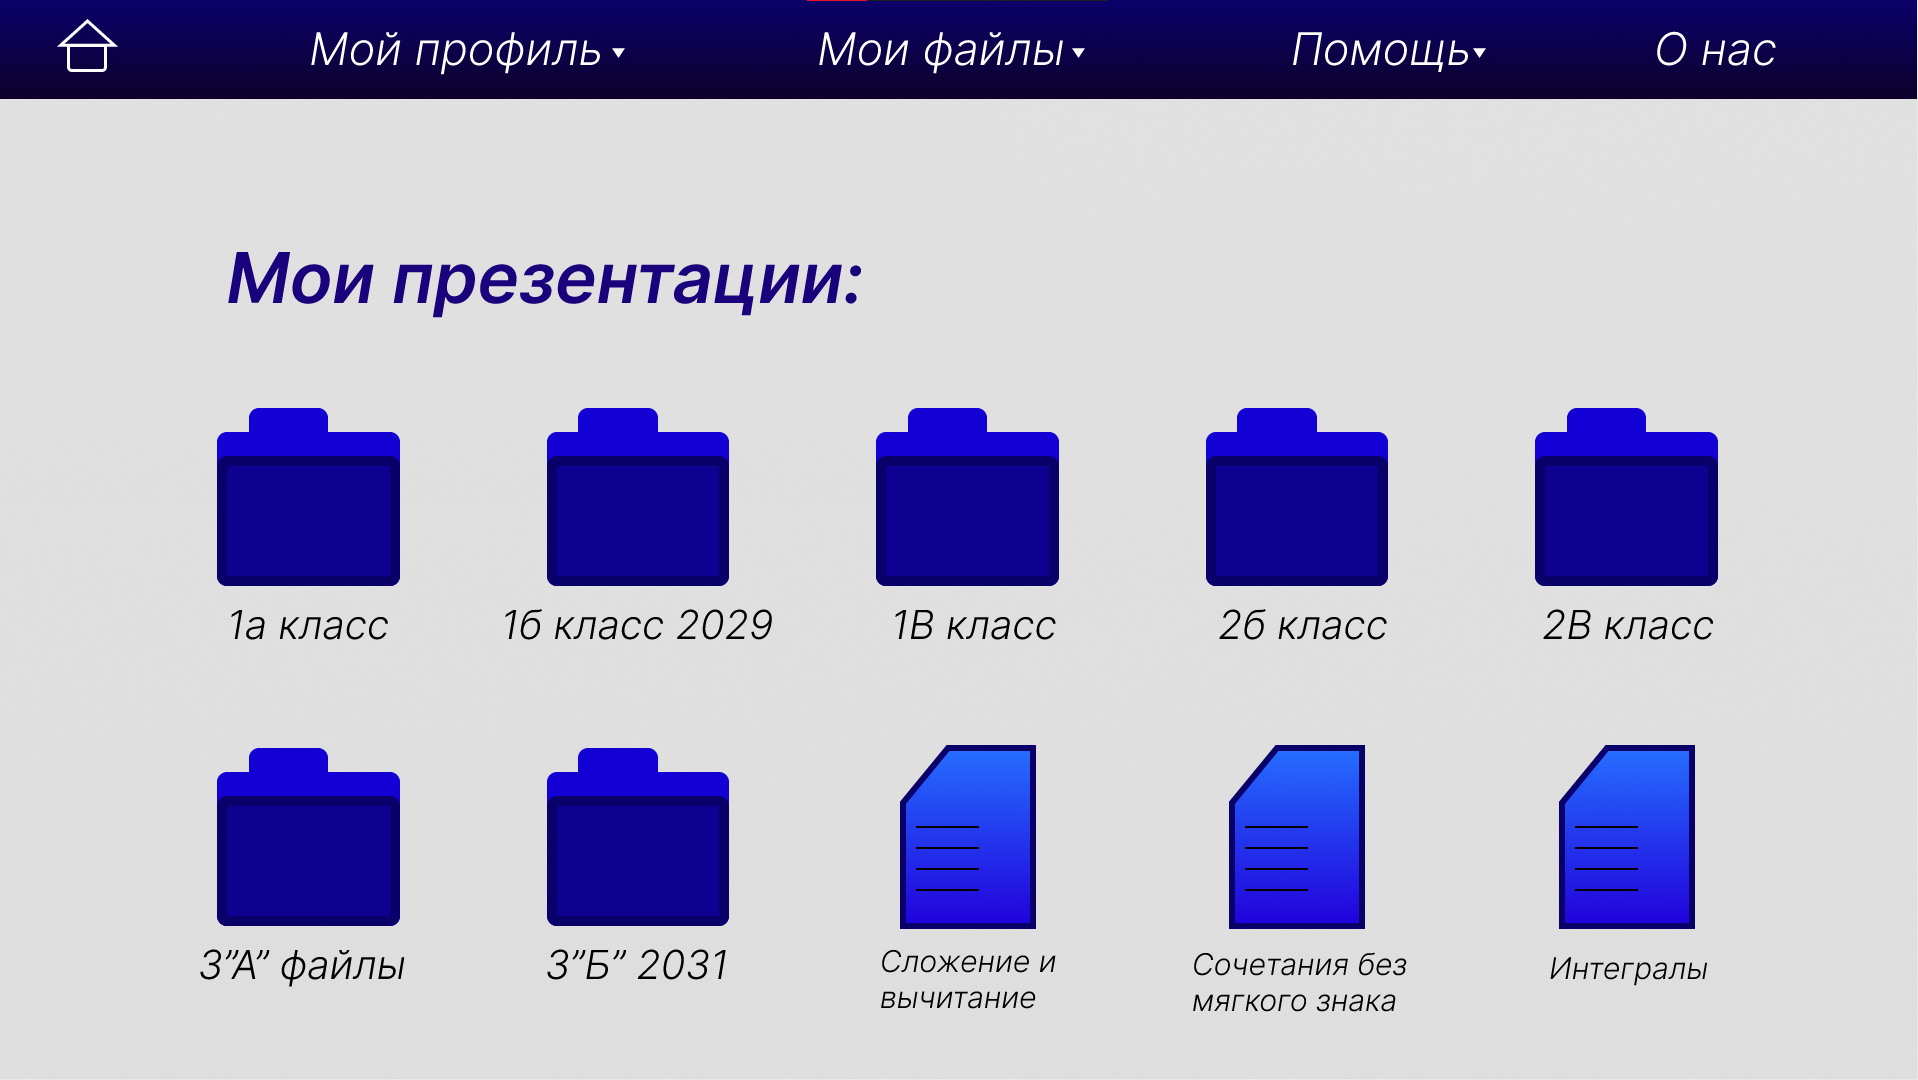 Мой профиль
Мои файлы
Помощь
О нас
Мои презентации:
1а класс
1б класс 2029
1В класс
2б класс
2В класс
3”А” файлы
3”Б” 2031
Сложение и
вычитание
Сочетания без
мягкого знака
Интегралы